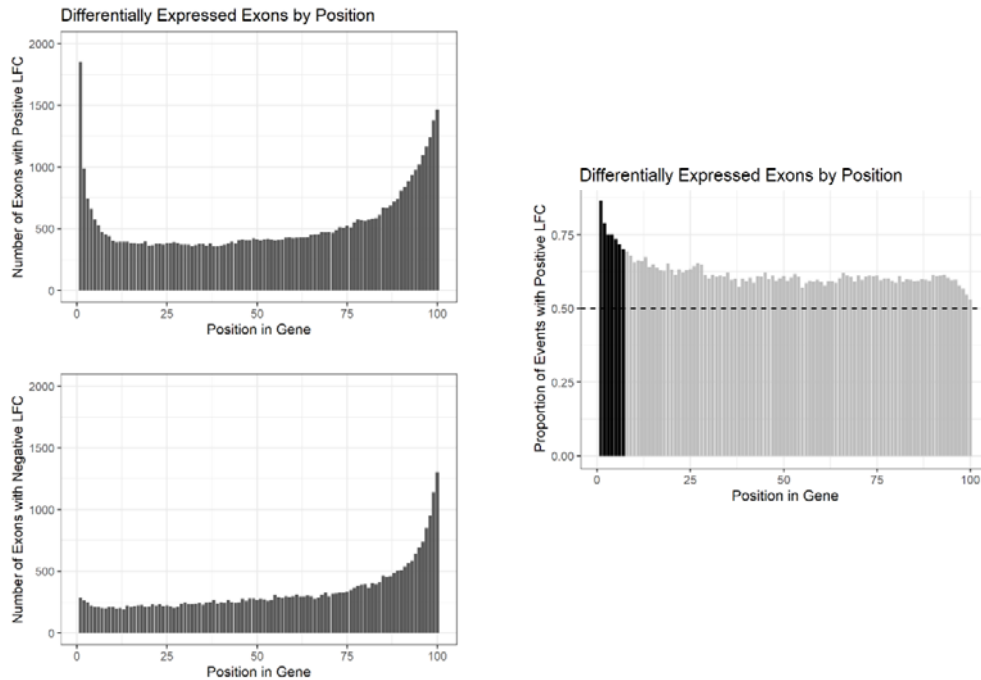 Differentially Expressed Exons by Position
Number of Exons with Positive LFC
2000
1500
1000
500
0
0 25 50 75 100
Position in Gene
Number of Exons with Negative LFC
2000
1500
1000
500
0
0 25 50 75 100
Position in Gene
Differentially Expressed Exons by Position
Proportion of Events with Positive LFC
0.75
0.50
0.25
0.00
0 25 50 75 100
Position in Gene